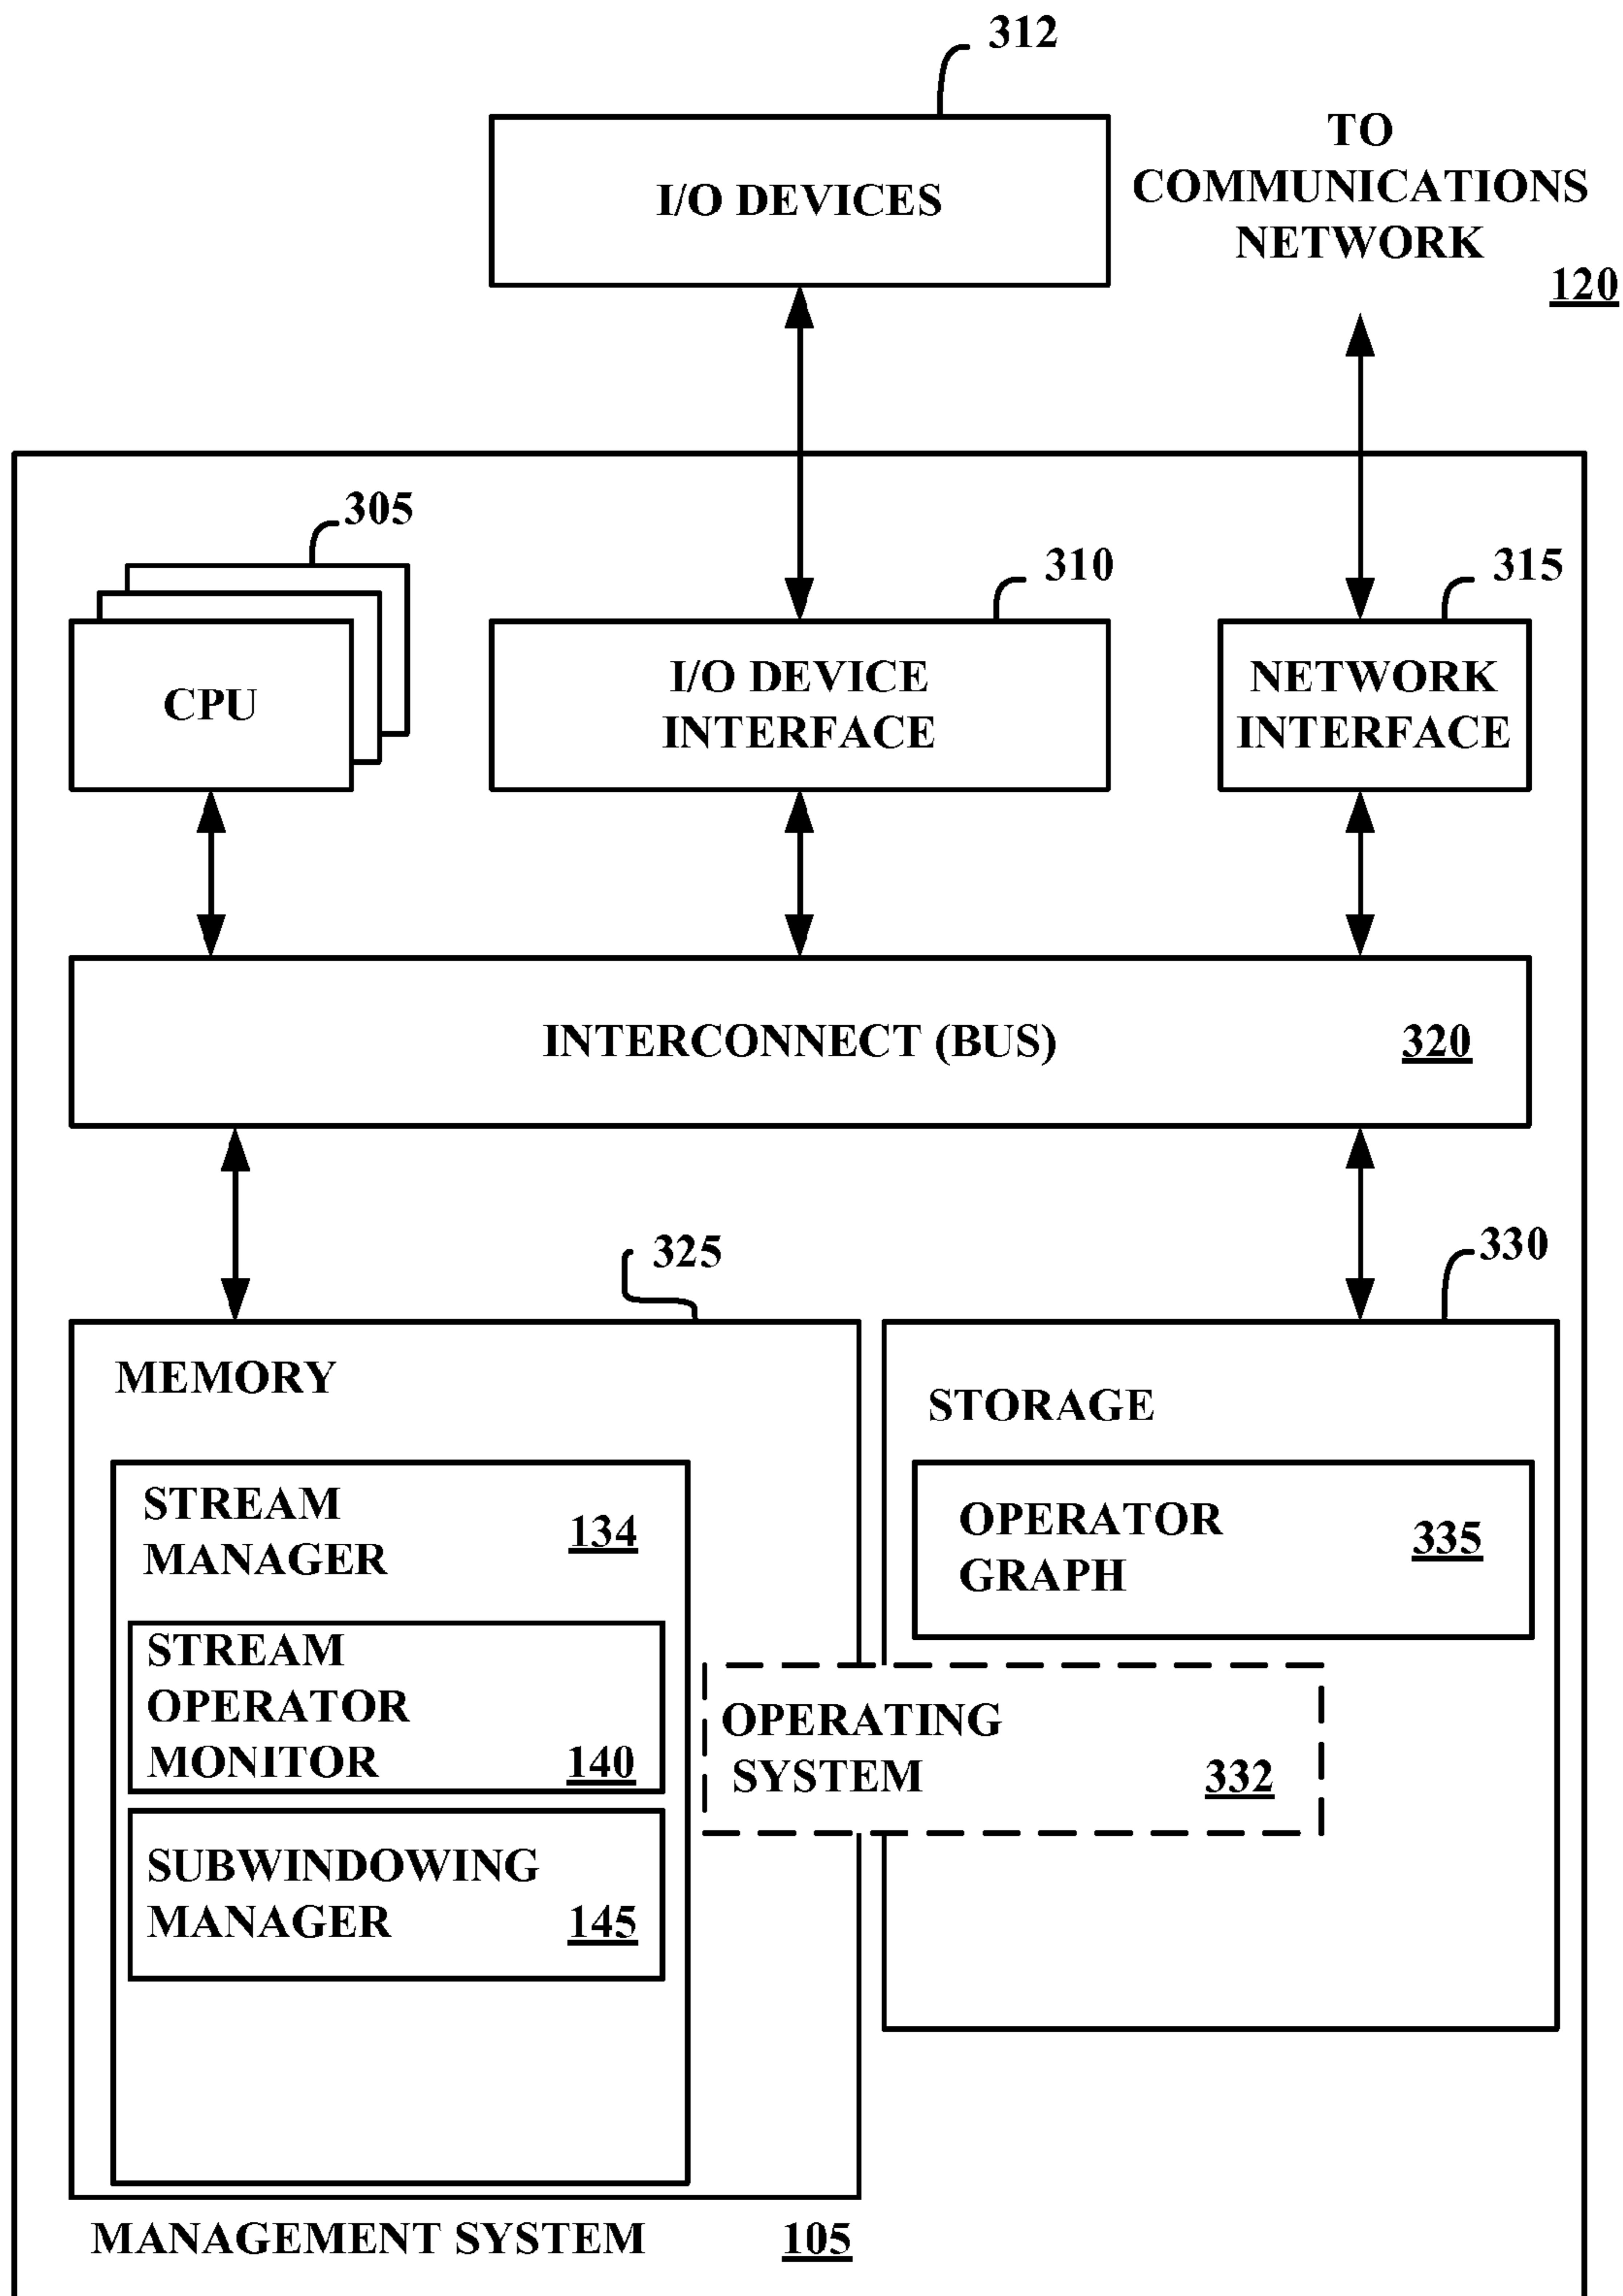 312
I/O DEVICES
TO
COMMUNICATIONS
NETWORK
120
305
CPU
310
I/O DEVICE
INTERFACE
315
NETWORK
INTERFACE
INTERCONNECT (BUS) 320
325
MEMORY
STREAM
MANAGER 134
STREAM
OPERATOR
MONITOR 140
SUBWINDOWING
MANAGER 145
330
STORAGE
OPERATOR
GRAPH 335
OPERATING
SYSTEM 332
MANAGEMENT SYSTEM 105